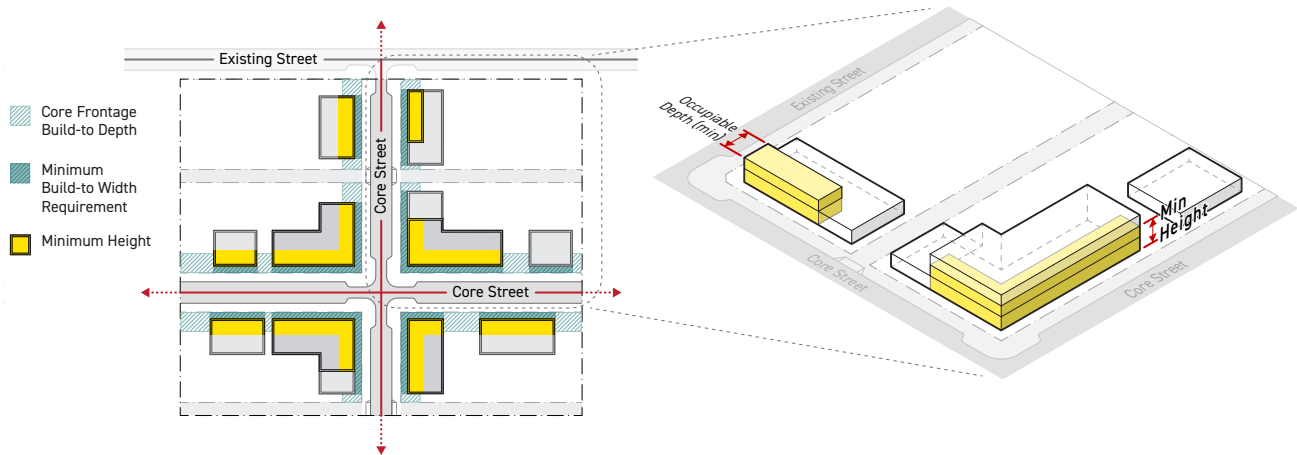 Existing Street
Core Frontage
Build-to Depth
Minimum
Build-to Width
Requirement
Minimum Height
Core Street
Core Street
Existing Street
Occupiable
Depth (min)
Min
Height
Core Street
Core Street